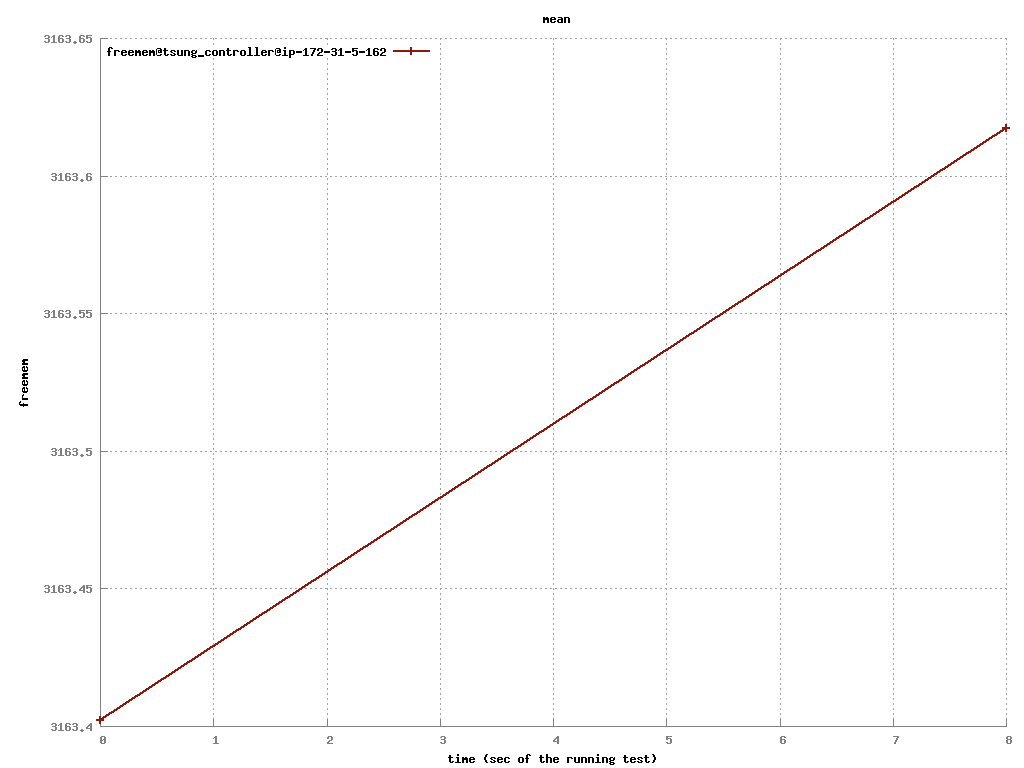 mean
3163.65
freemem@tsung_controller@ip-172-31-5-162
3163.6
3163.55
freemem
3163.5
3163.45
3163.4
0 1 2 3 4 5 6 7 8
time (sec of the running test)